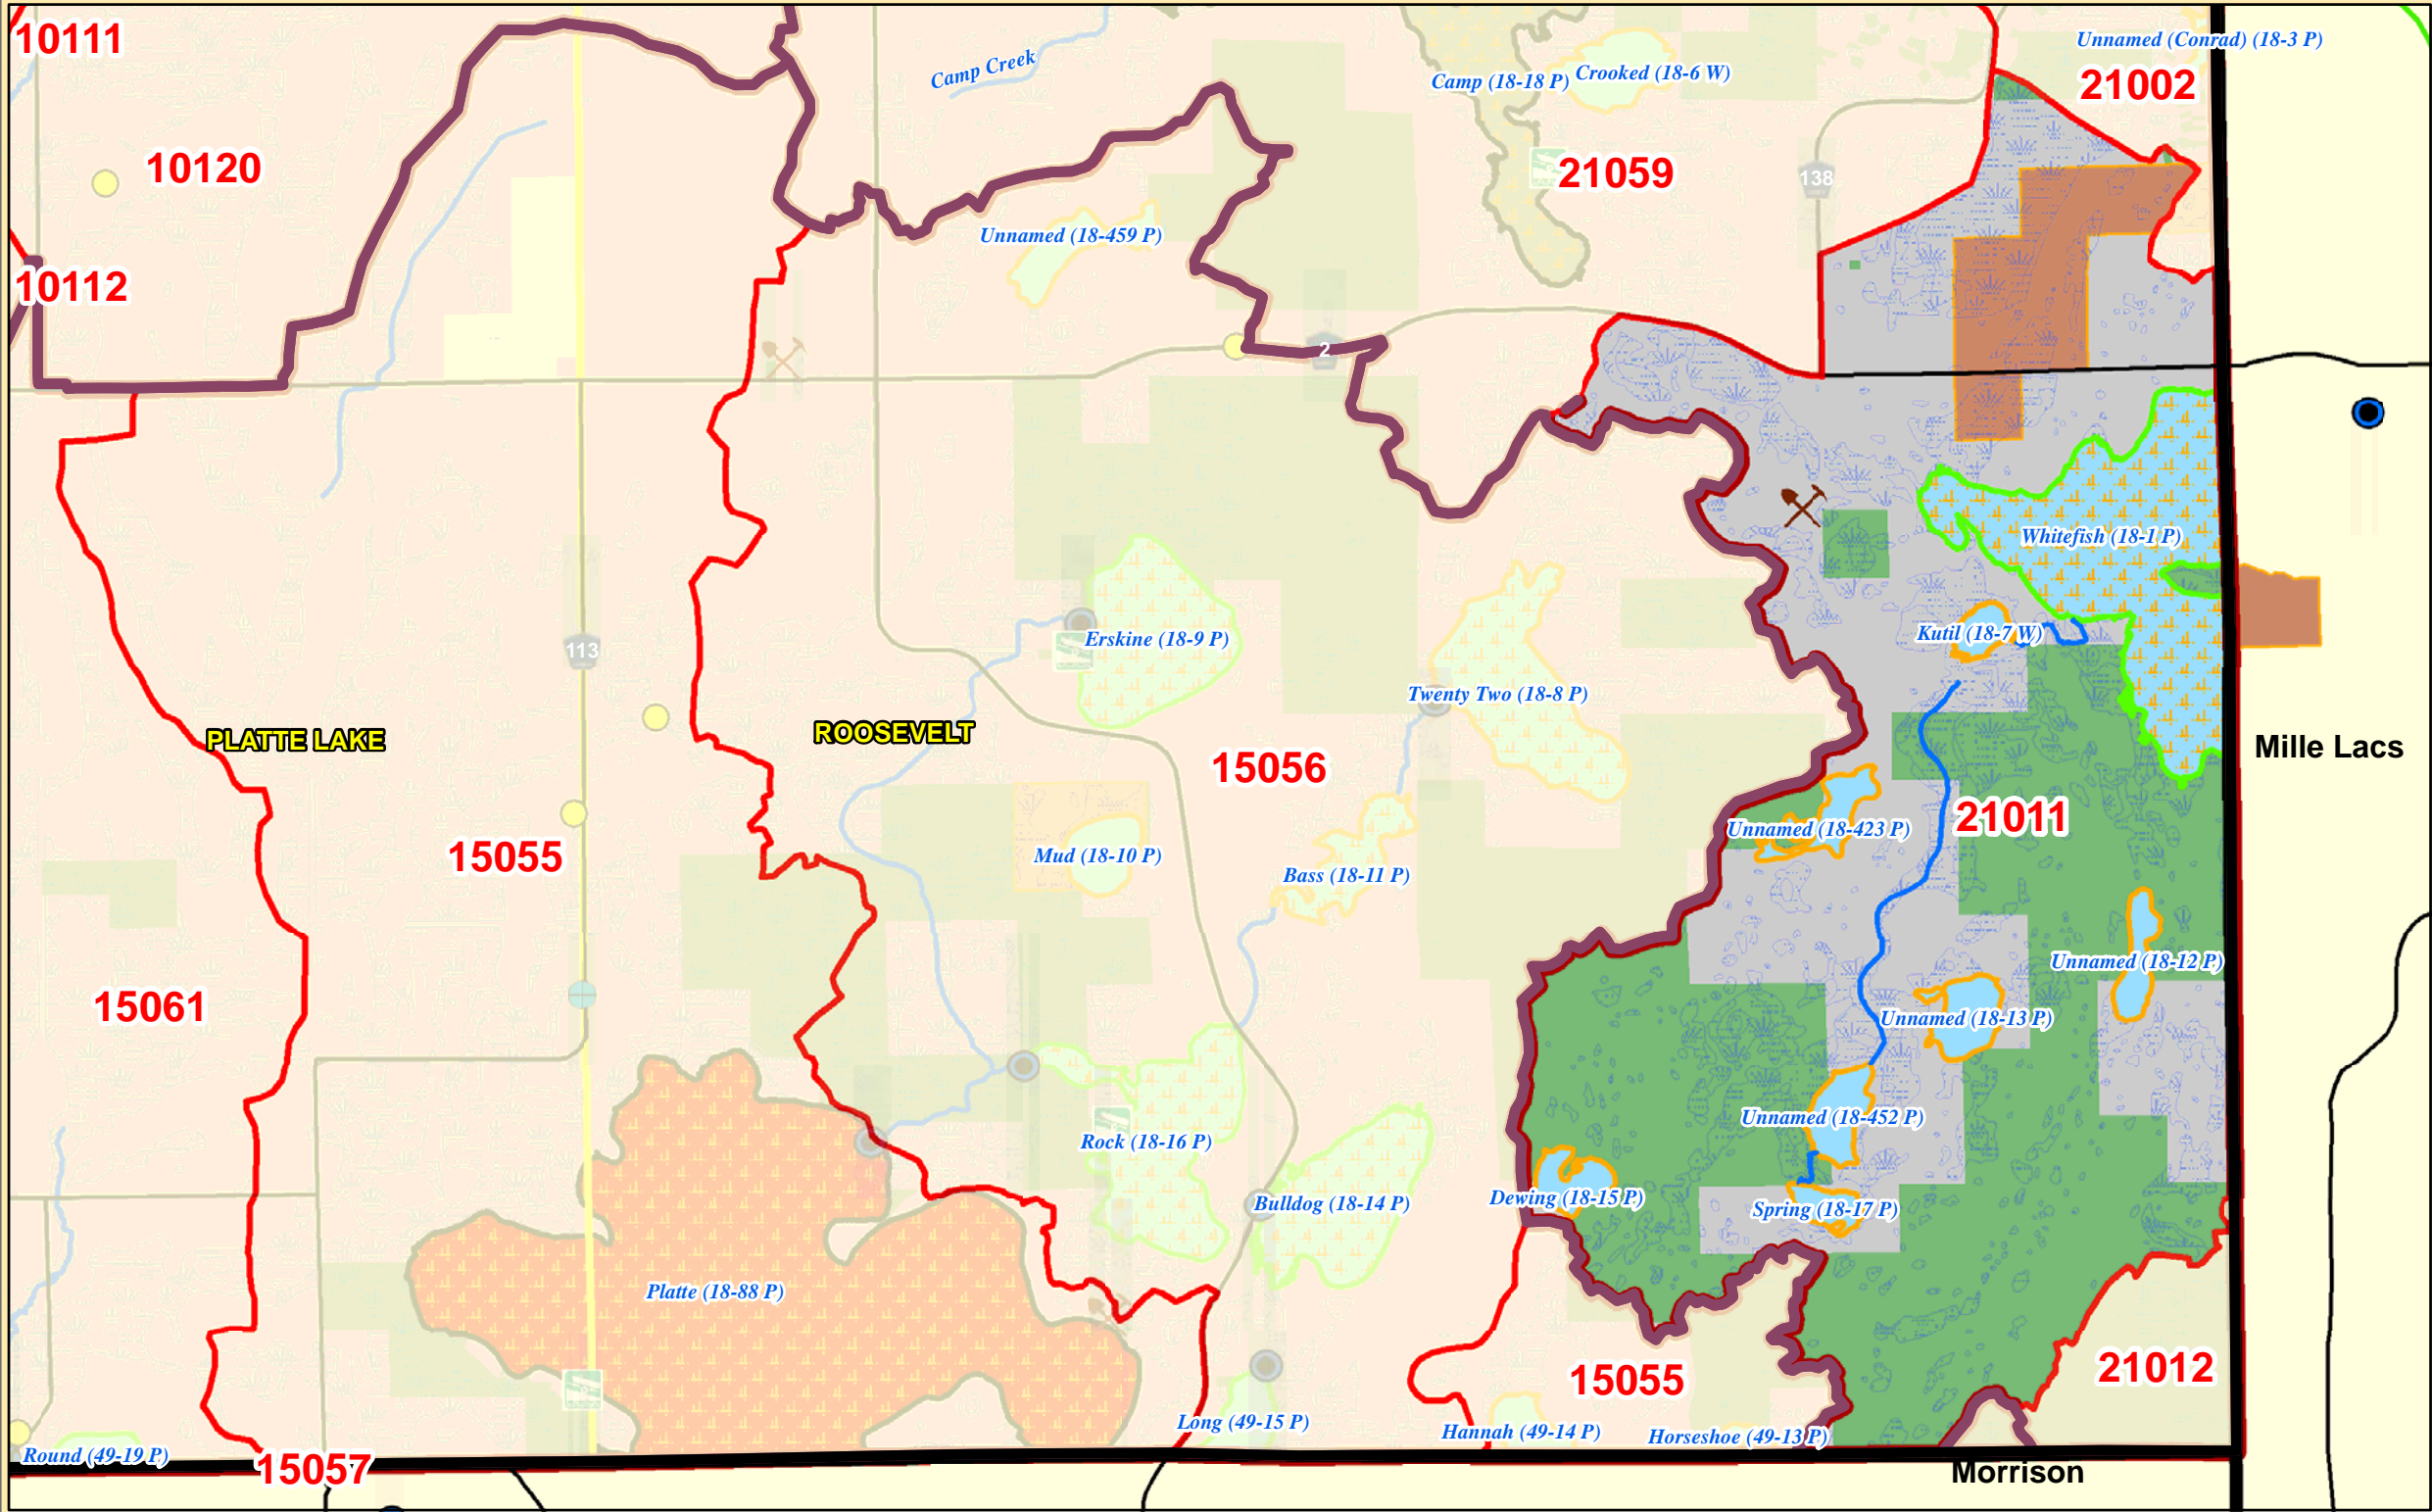 10111
Unnamed (Conrad) (18-3 P)
Camp Creek
Camp (18-18 P)
Crooked (18-6 W)
21002
10120
21059
138
Unnamed (18-459 P)
10112
2
Whitefish (18-1 P)
Kutil (18-7 W)
Erskine (18-9 P)
113
Twenty Two (18-8 P)
PLATTE LAKE
ROOSEVELT
Mille Lacs
15056
21011
Unnamed (18-423 P)
15055
Mud (18-10 P)
Bass (18-11 P)
Unnamed (18-12 P)
15061
Unnamed (18-13 P)
Unnamed (18-452 P)
Rock (18-16 P)
Dewing (18-15 P)
Bulldog (18-14 P)
Spring (18-17 P)
Platte (18-88 P)
21012
15055
Long (49-15 P)
Hannah (49-14 P)
Horseshoe (49-13 P)
Round (49-19 P)
15057
Morrison